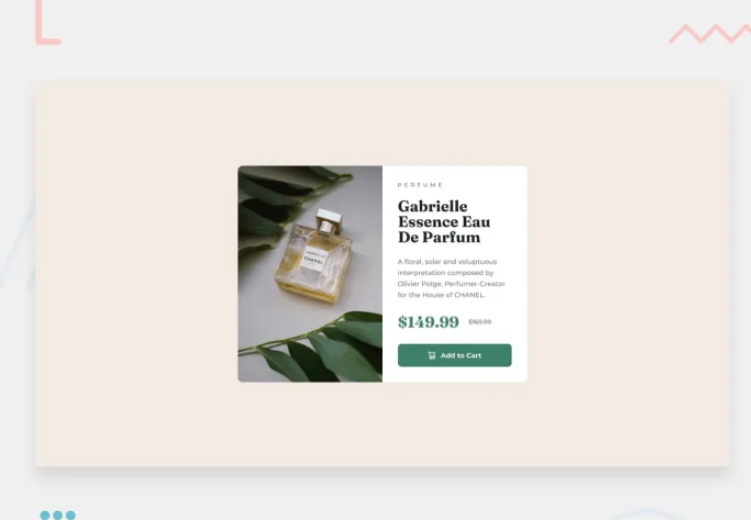 PERFUME
Gabrielle
Essence Eau
De Parfum
A floral, solar and voluptuous
interpretation composed by
Olivier Polge, Perfumer-Creator
for the House of CHANEL.
$149.99 $169.99
Add to Cart
CHANEL